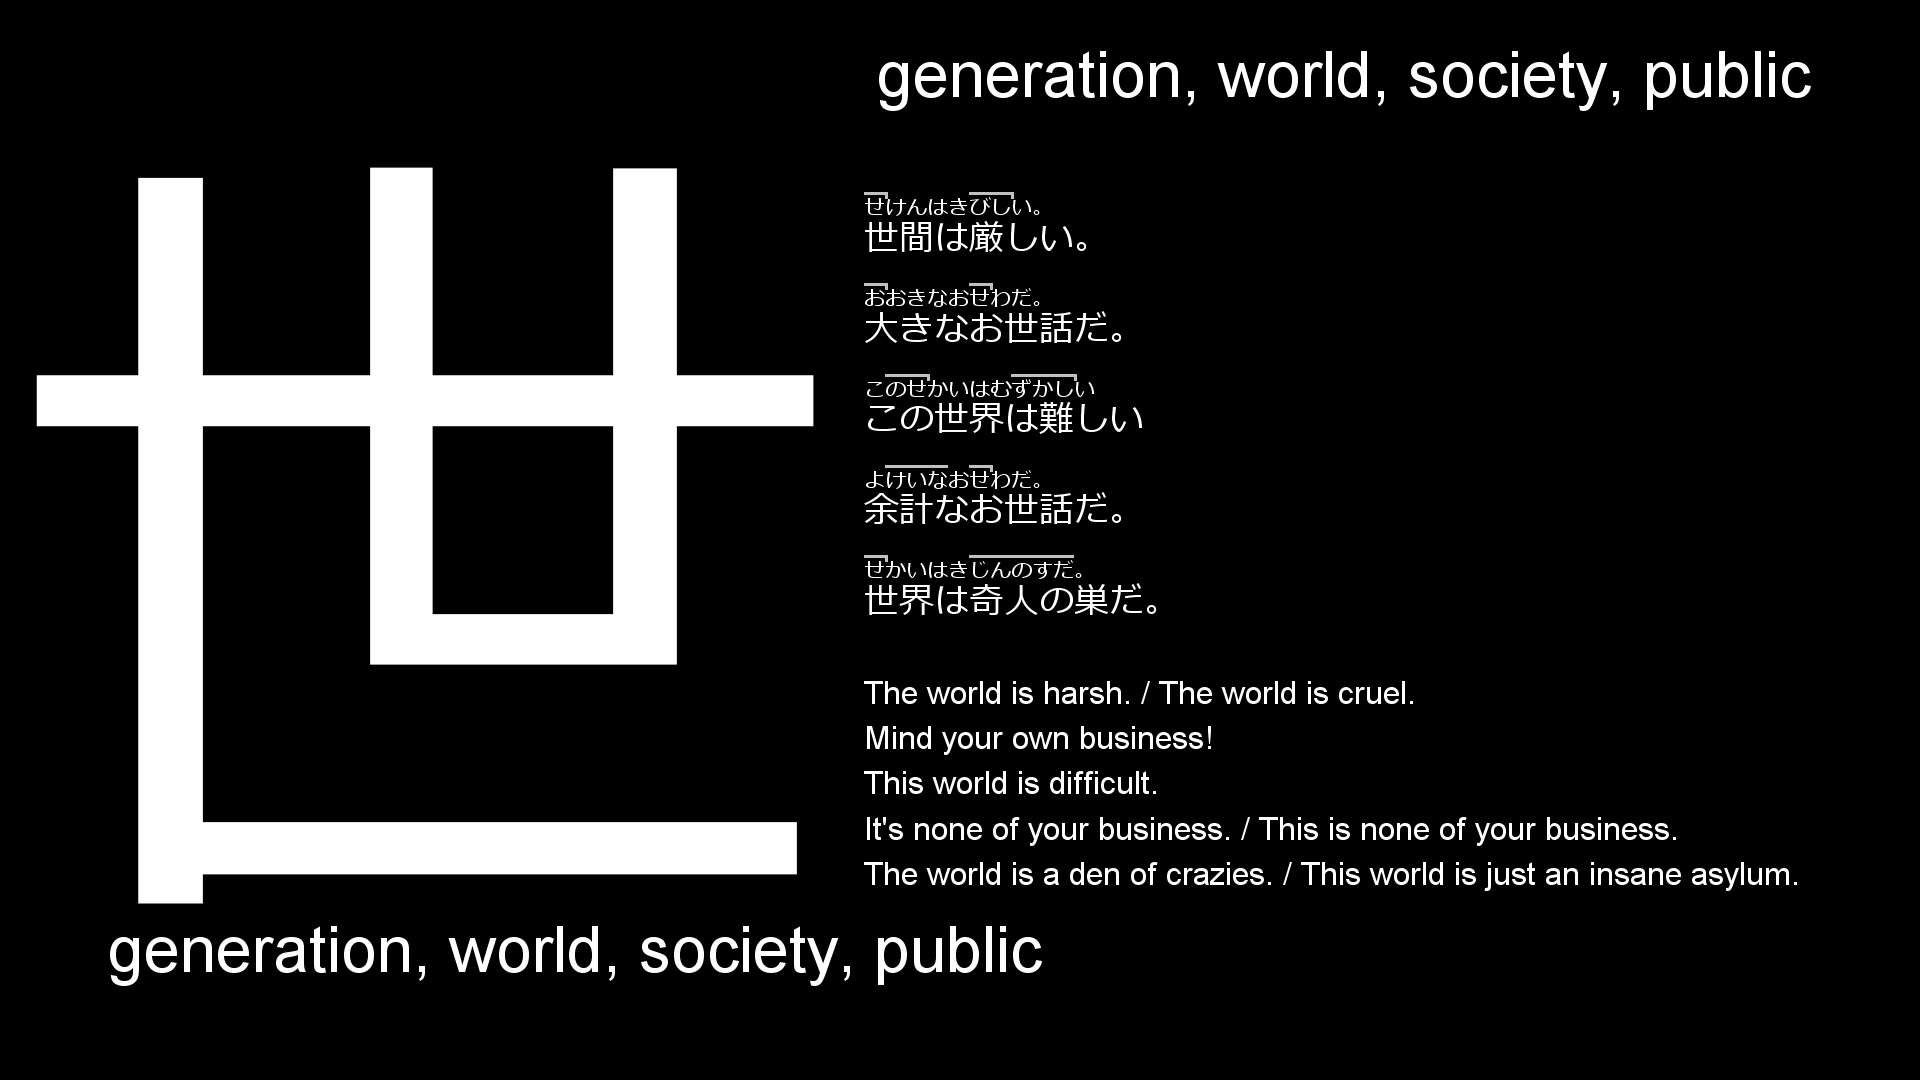 generation, world, society, public
世
せけんはきびしい。
世間は厳しい。
おおきなおせわだ。
大きなお世話だ。
このせかいはむずかしい
この世界は難しい
よけいなおせわだ。
余計なお世話だ。
せかいはきじんのすだ。
世界は奇人の巣だ。
The world is harsh. / The world is cruel.
Mind your own business!
This world is difficult.
It's none of your business. / This is none of your business.
The world is a den of crazies. / This world is just an insane asylum.
generation, world, society, public